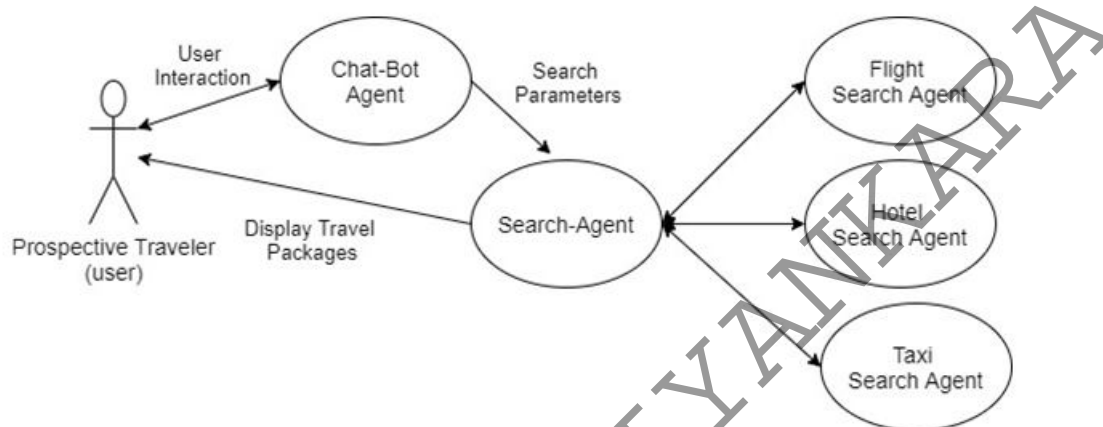 User
Interaction
Chat-Bot
Agent
Search
Parameters
Flight
Search Agent
Search-Agent
Hotel
Search Agent
Display Travel
Packages
Prospective Traveler
(user)
Taxi
Search Agent
YANKARA